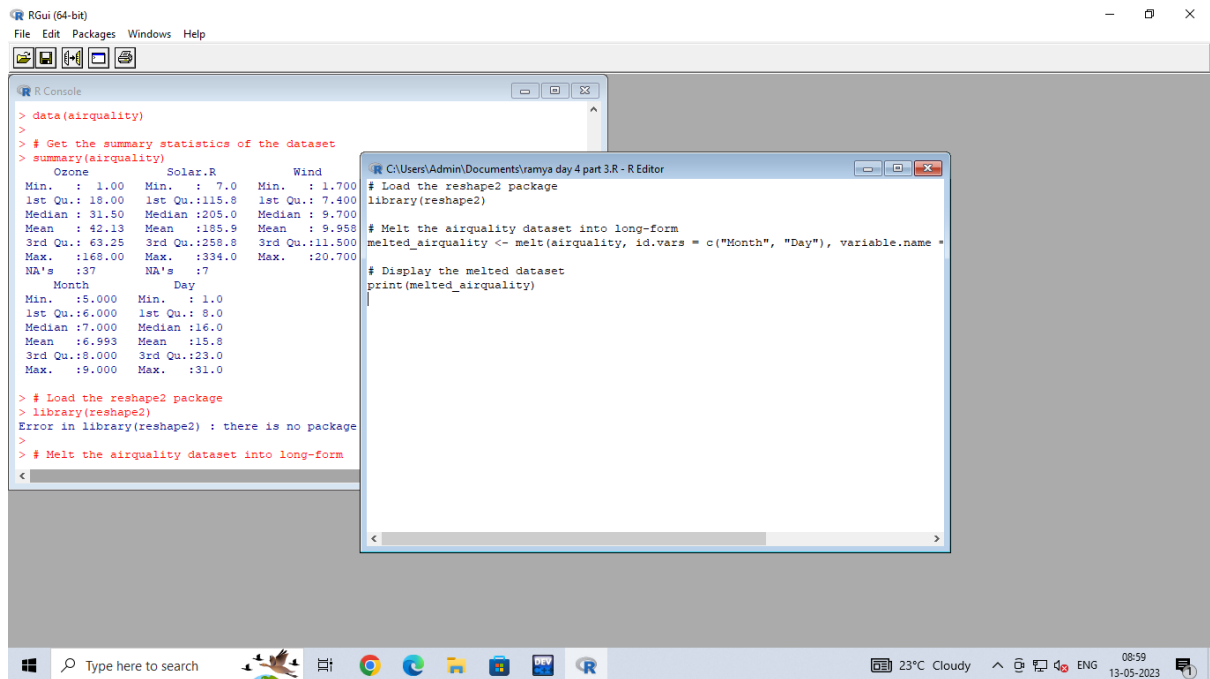 RGui (64-bit)
File Edit Packages Windows Help
R Console
> data(airquality)
>
> # Get the summary statistics of the dataset
> summary(airquality)
     Ozone           Solar.R           Wind
 Min.   :  1.00   Min.   :  7.0   Min.   : 1.700
 1st Qu.: 18.00   1st Qu.:115.8   1st Qu.: 7.400
 Median : 31.50   Median :205.0   Median : 9.700
 Mean   : 42.13   Mean   :185.9   Mean   : 9.958
 3rd Qu.: 63.25   3rd Qu.:258.8   3rd Qu.:11.500
 Max.   :168.00   Max.   :334.0   Max.   :20.700
 NA's   :37       NA's   :7
     Month            Day
 Min.   :5.000   Min.   : 1.0
 1st Qu.:6.000   1st Qu.: 8.0
 Median :7.000   Median :16.0
 Mean   :6.993   Mean   :15.8
 3rd Qu.:8.000   3rd Qu.:23.0
 Max.   :9.000   Max.   :31.0
> # Load the reshape2 package
> library(reshape2)
Error in library(reshape2) : there is no package
>
> # Melt the airquality dataset into long-form
C:\Users\Admin\Documents\ramya day 4 part 3.R - R Editor
# Load the reshape2 package
library(reshape2)
# Melt the airquality dataset into long-form
melted_airquality <- melt(airquality, id.vars = c("Month", "Day"), variable.name =
# Display the melted dataset
print(melted_airquality)
Type here to search
DEV
23°C Cloudy
ENG
08:59
13-05-2023
1